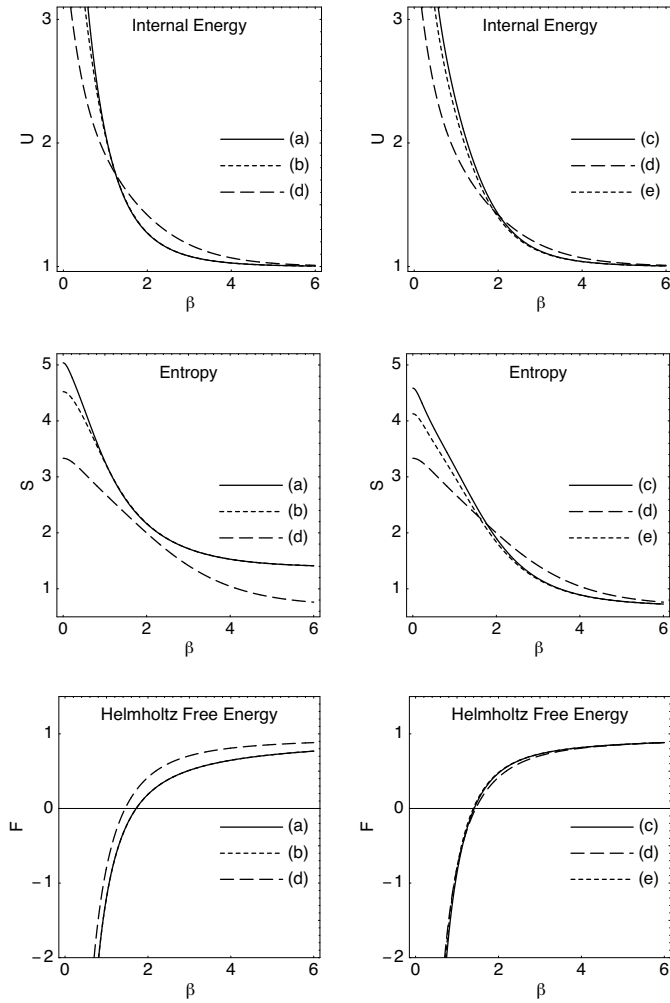 Internal Energy
U
3
2
1
(a)
(b)
(d)
0 2 4 6
β
Internal Energy
U
3
2
1
(c)
(d)
(e)
0 2 4 6
β
Entropy
S
5
4
3
2
1
(a)
(b)
(d)
0 2 4 6
β
Entropy
S
5
4
3
2
1
(c)
(d)
(e)
0 2 4 6
β
Helmholtz Free Energy
F
1
0
−1
−2
(a)
(b)
(d)
0 2 4 6
β
Helmholtz Free Energy
F
1
0
−1
−2
(c)
(d)
(e)
0 2 4 6
β